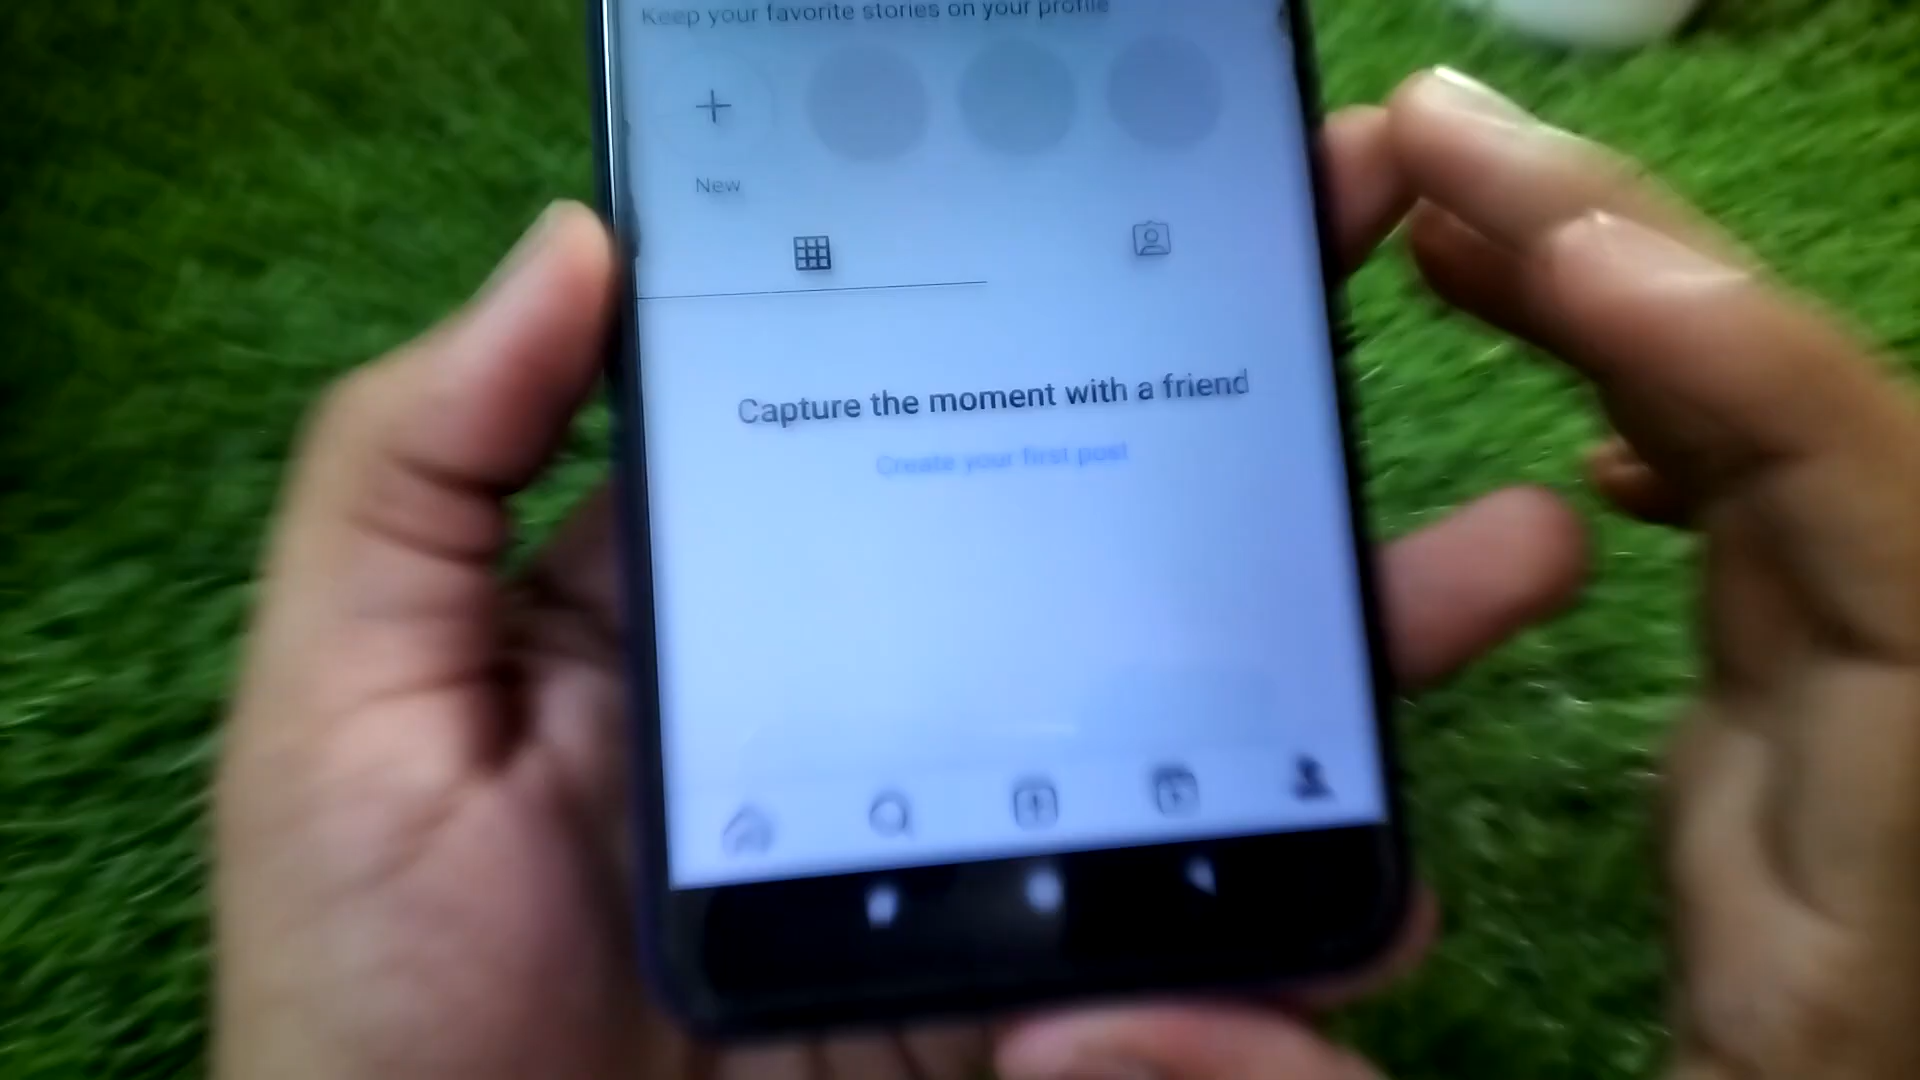 Keep your favorite stories on your profile
New
Capture the moment with a friend
Create your first post